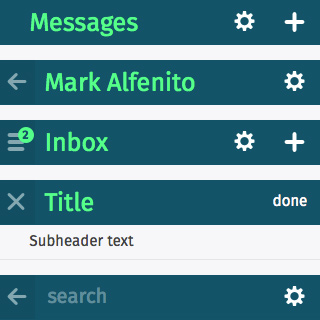 Messages
Mark Alfenito
2
Inbox
Title done
Subheader text
search